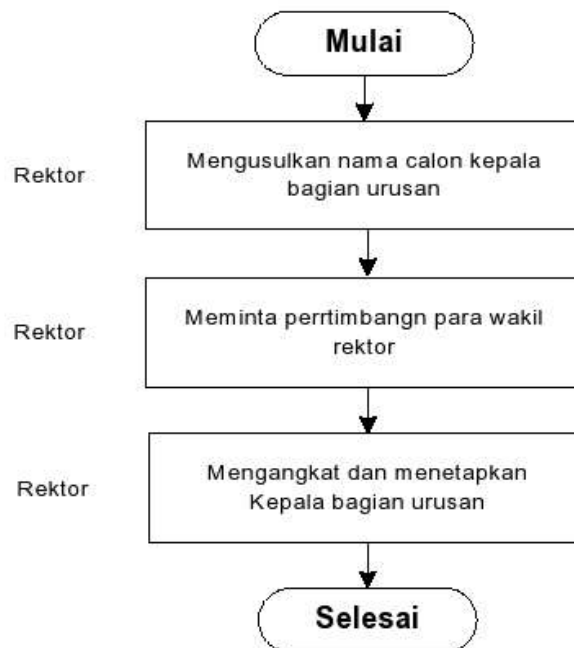 Mulai
Rektor
Mengusulkan nama calon kepala
bagian urusan
Rektor
Meminta perrtimbangn para wakil
rektor
Rektor
Mengangkat dan menetapkan
Kepala bagian urusan
Selesai